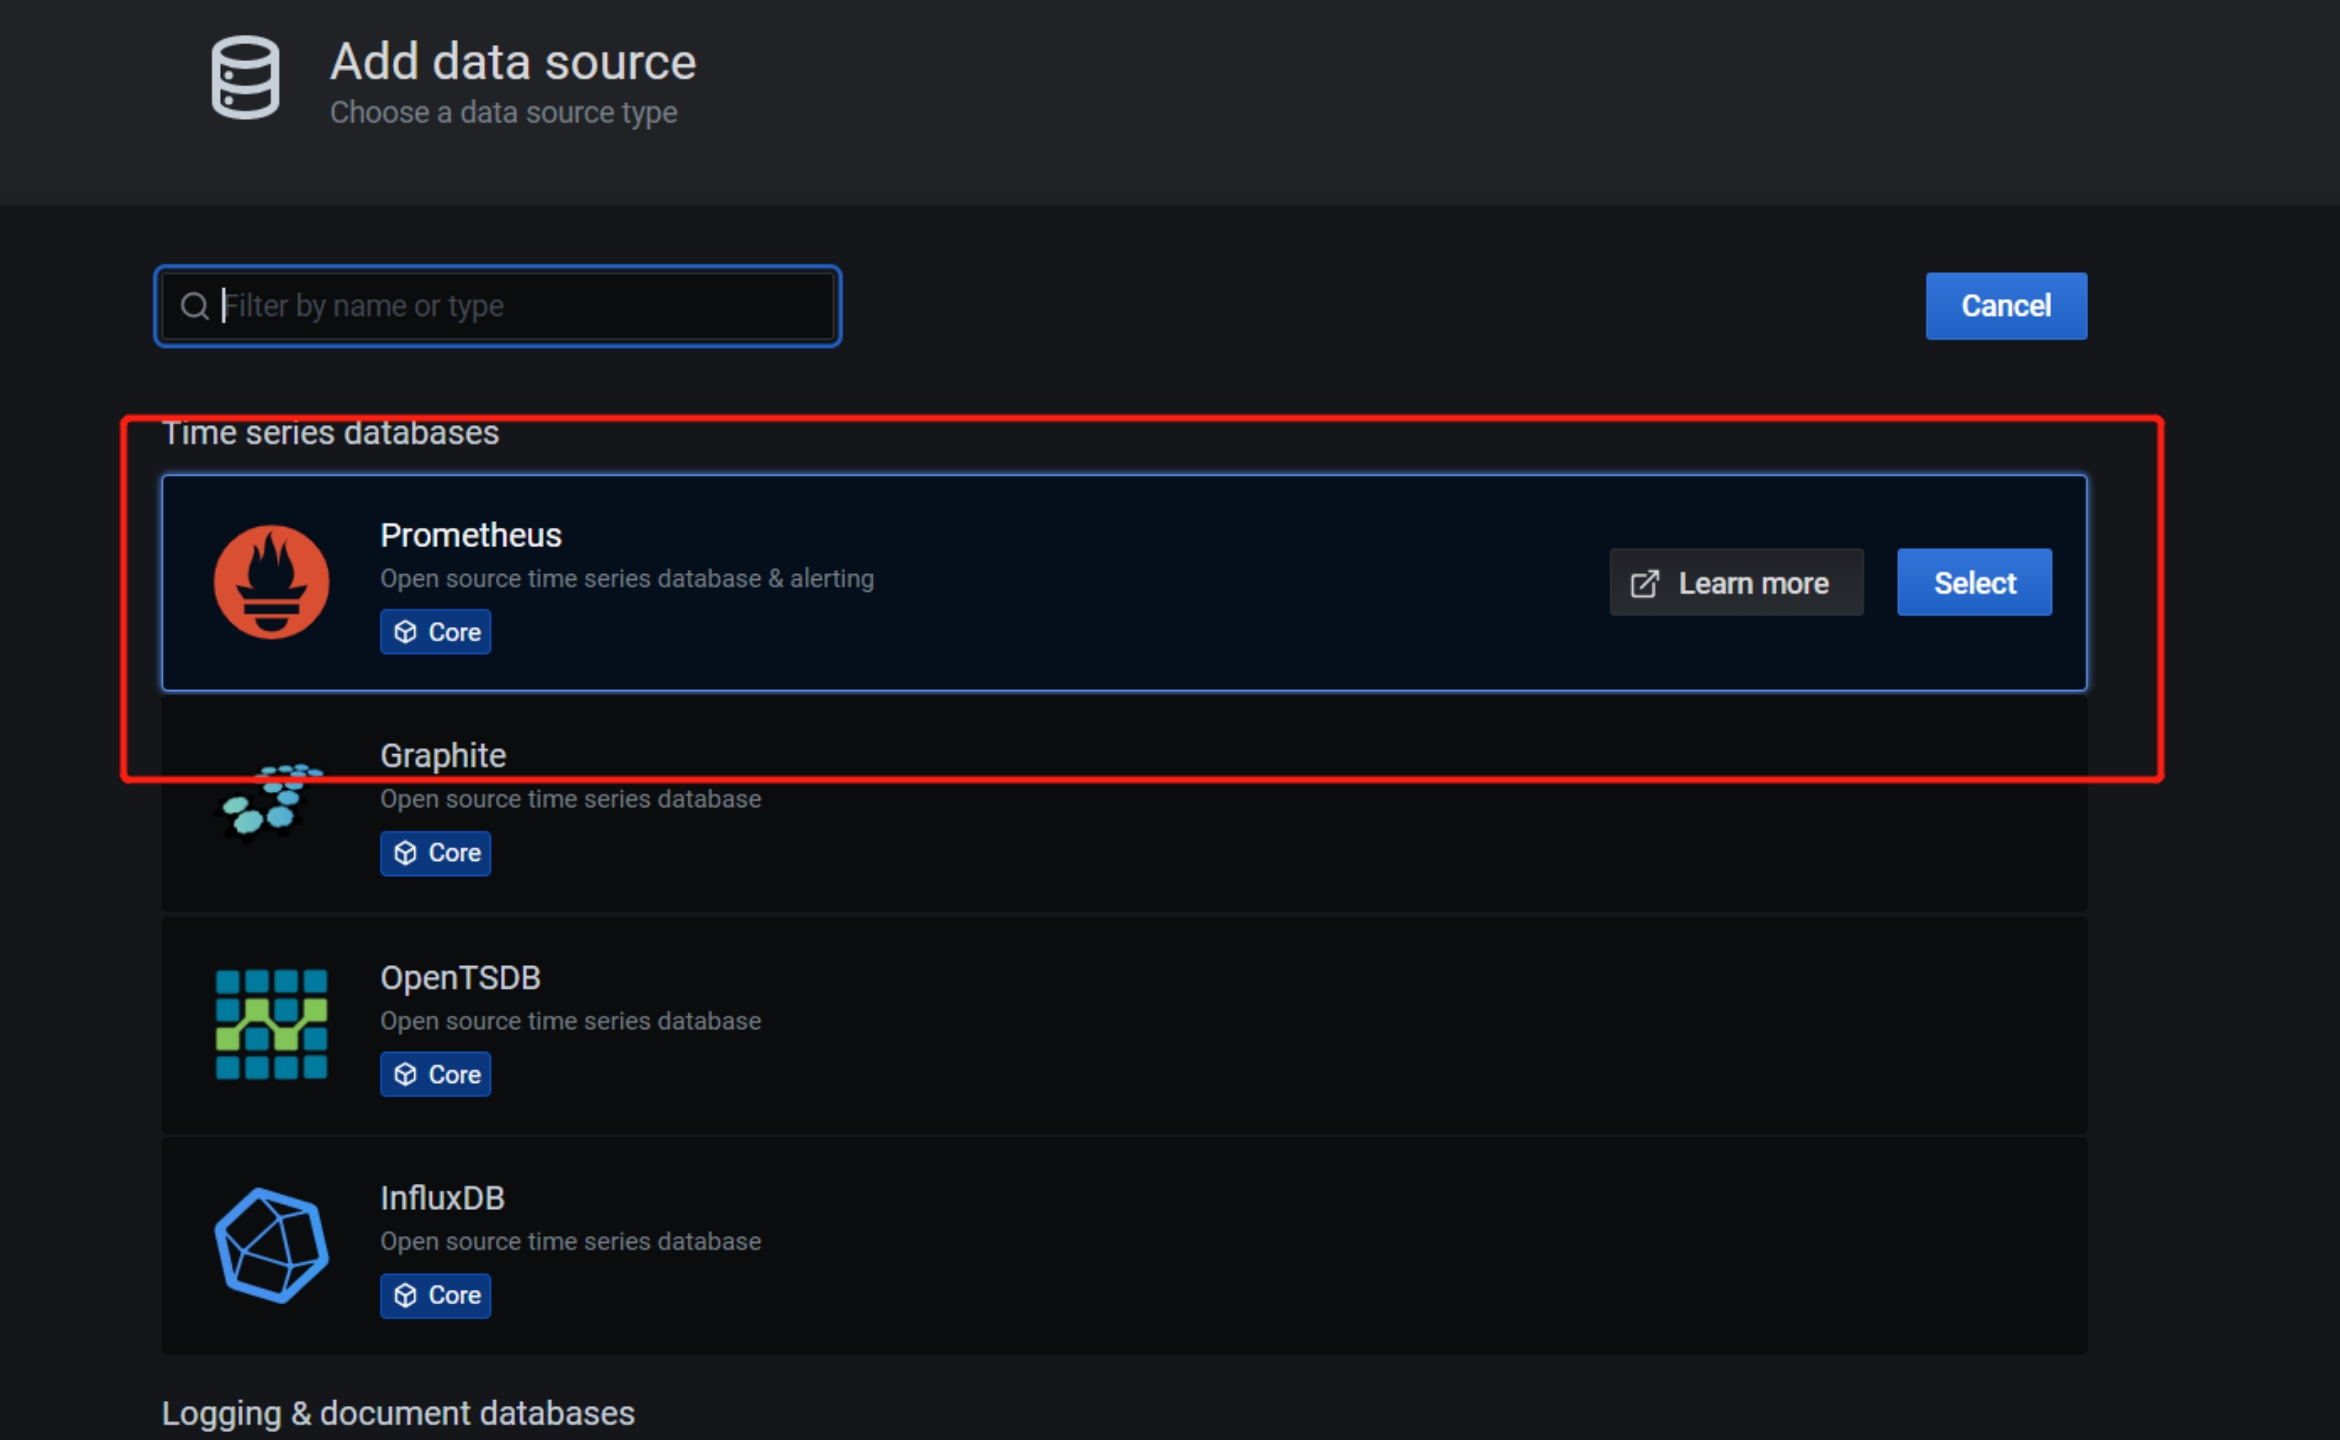 Add data source
Choose a data source type
Filter by name or type
Cancel
Time series databases
Prometheus
Open source time series database & alerting
Core
Learn more
Select
Graphite
Open source time series database
Core
OpenTSDB
Open source time series database
Core
InfluxDB
Open source time series database
Core
Logging & document databases